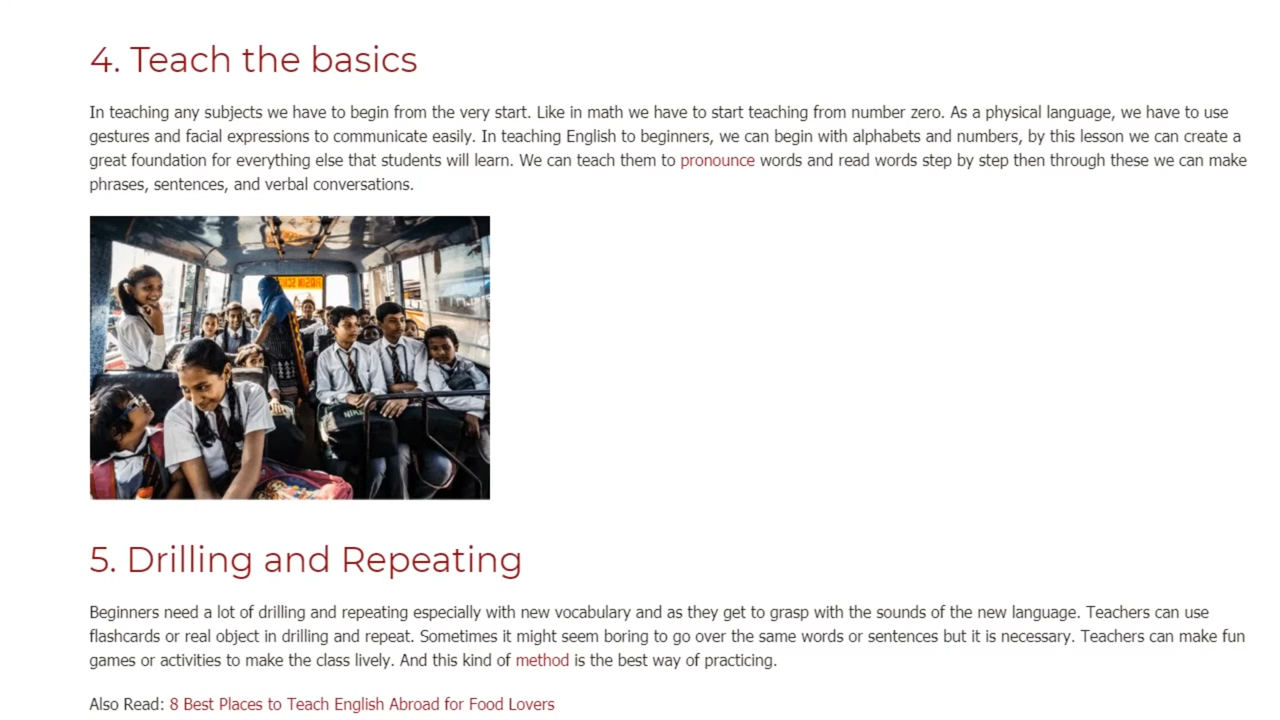 4. Teach the basics
In teaching any subjects we have to begin from the very start. Like in math we have to start teaching from number zero. As a physical language, we have to use
gestures and facial expressions to communicate easily. In teaching English to beginners, we can begin with alphabets and numbers, by this lesson we can create a
great foundation for everything else that students will learn. We can teach them to pronounce words and read words step by step then through these we can make
phrases, sentences, and verbal conversations.
NIKE
5. Drilling and Repeating
Beginners need a lot of drilling and repeating especially with new vocabulary and as they get to grasp with the sounds of the new language. Teachers can use
flashcards or real object in drilling and repeat. Sometimes it might seem boring to go over the same words or sentences but it is necessary. Teachers can make fun
games or activities to make the class lively. And this kind of method is the best way of practicing.
Also Read: 8 Best Places to Teach English Abroad for Food Lovers